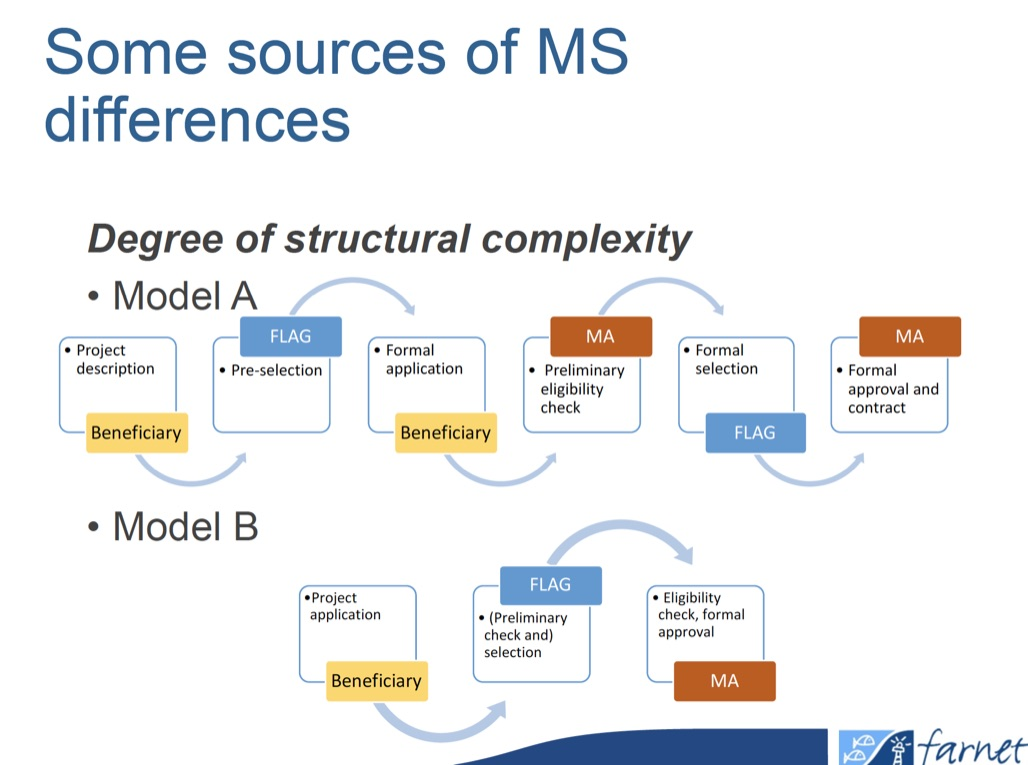 Some sources of MS
differences
Degree of structural complexity
• Model A
• Project
description
Beneficiary
FLAG
• Pre-selection
• Formal
application
Beneficiary
MA
• Preliminary
eligibility
check
• Formal
selection
FLAG
MA
• Formal
approval and
contract
• Model B
•Project
application
Beneficiary
FLAG
• (Preliminary
check and)
selection
• Eligibility
check, formal
approval
MA
farnet